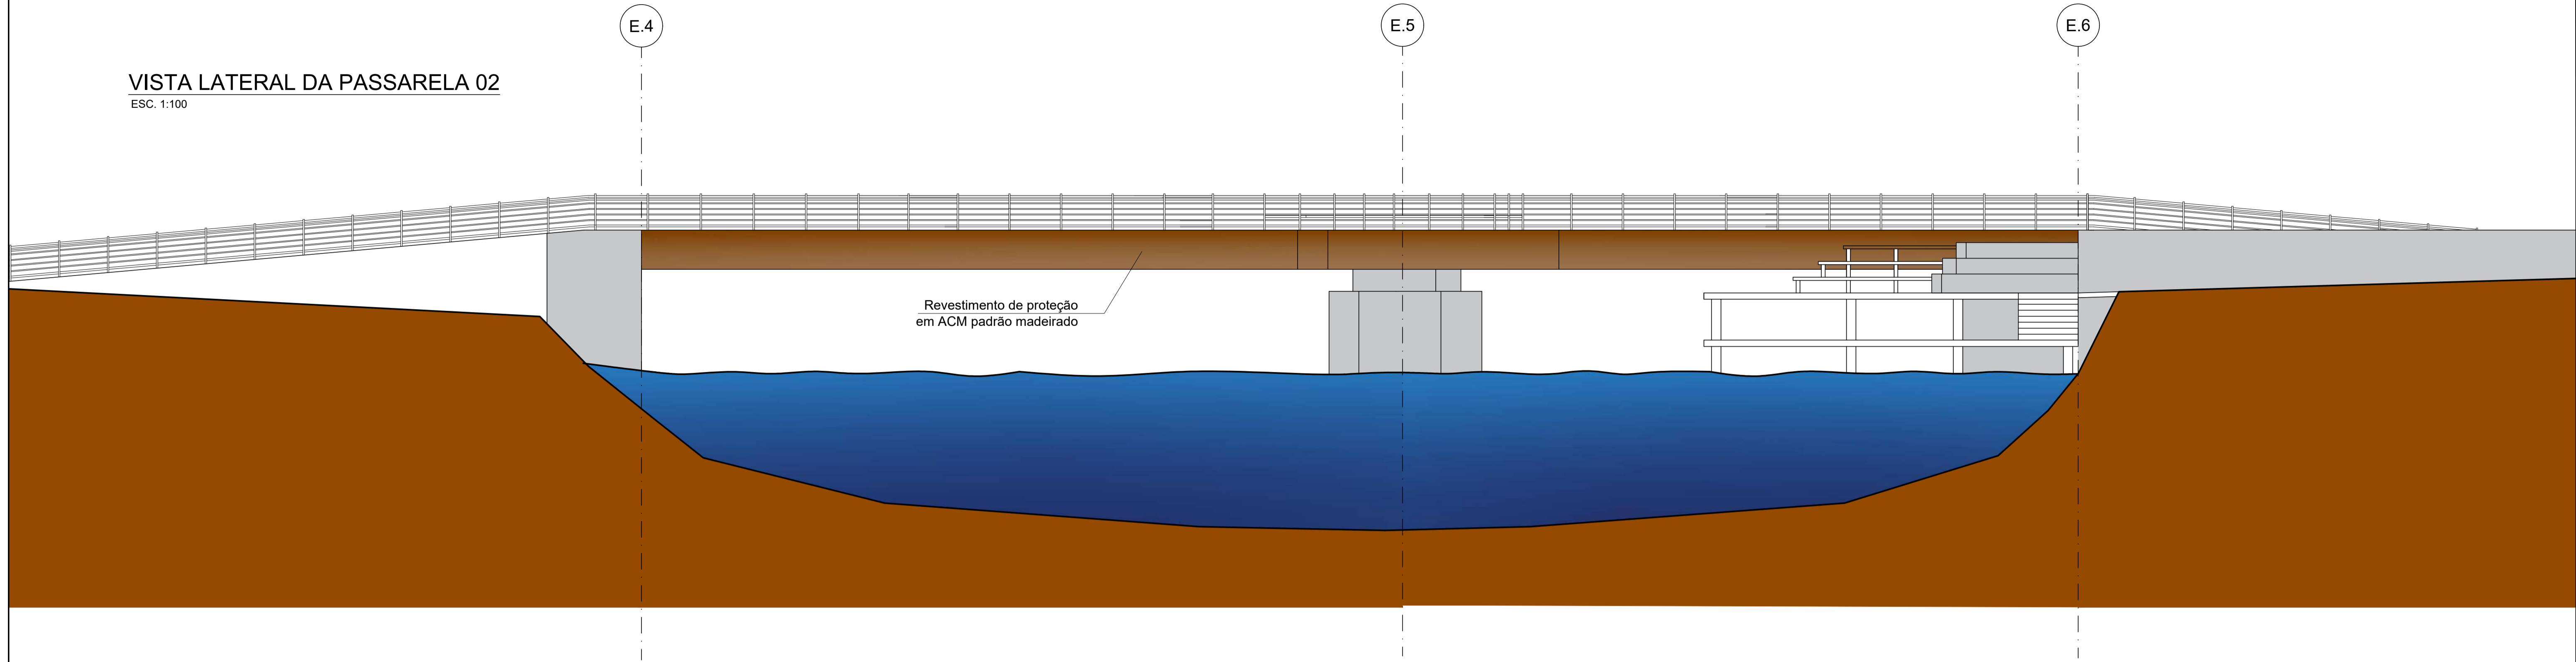 E.4
E.5
E.6
VISTA LATERAL DA PASSARELA 02
ESC. 1:100
Revestimento de proteção
em ACM padrão madeirado